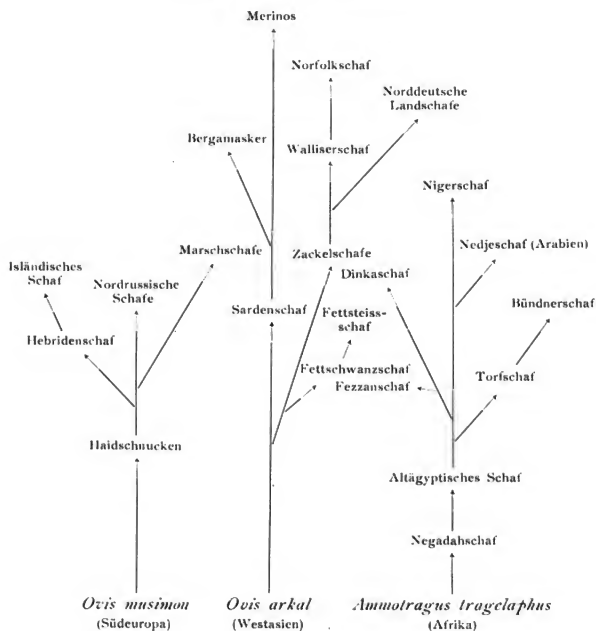 Merinos
Norfolkschaf
Norddeutsche
Landschafe
Bergamasker
Walliserschaf
Nigerschaf
Marschschafe
Zackelschafe
Nedjeschaf (Arabien)
Isländisches
Schaf
Nordrussische
Schafe
Dinkaschaf
Sardenschaf
Fettsteiss-
schaf
Bündnerschaf
Hebridenschaf
Fettschwanzschaf
Fezzanschaf
Torfschaf
Haidschnucken
Altägyptisches Schaf
Negadahschaf
Ovis musimon
(Südeuropa)
Ovis arkal
(Westasien)
Ammotragus tragelaphus
(Afrika)